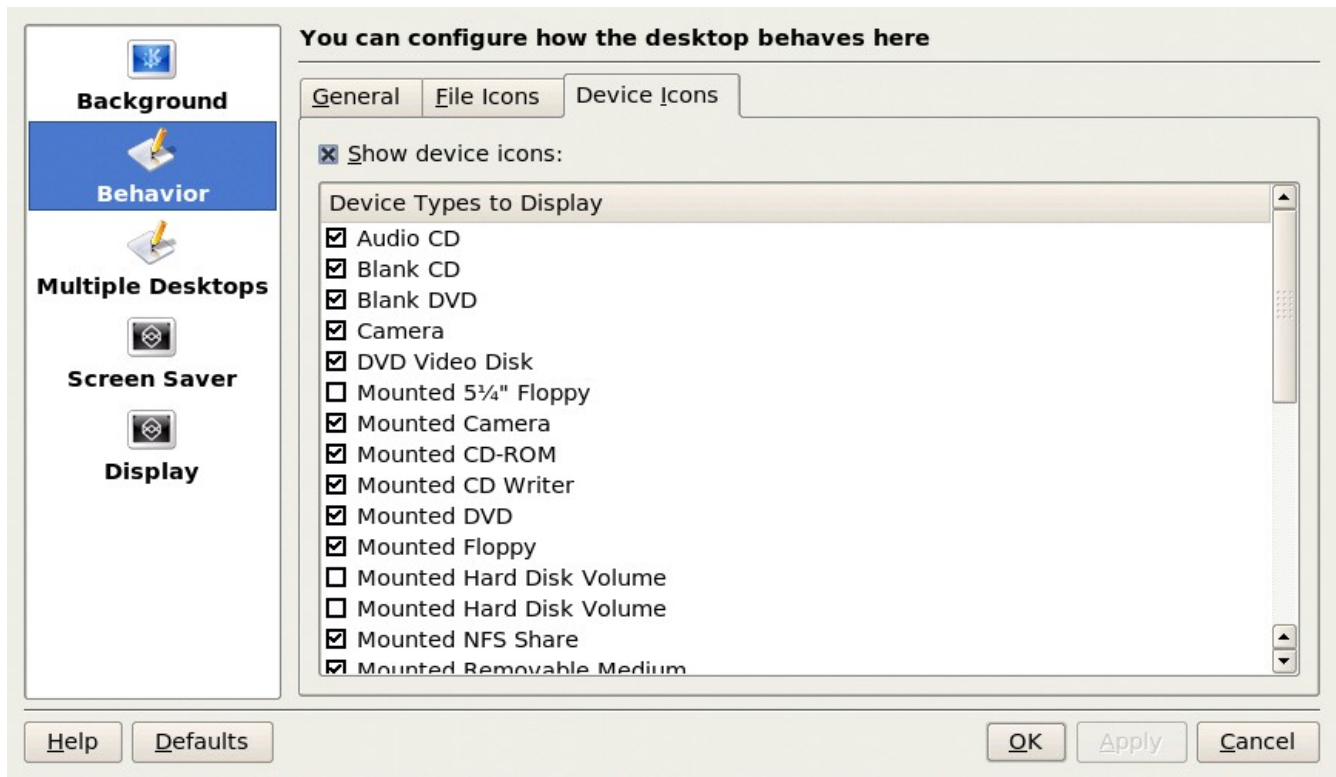 You can configure how the desktop behaves here
Background
Behavior
Multiple Desktops
Screen Saver
Display
General
File Icons
Device Icons
Show device icons:
Device Types to Display
Audio CD
Blank CD
Blank DVD
Camera
DVD Video Disk
Mounted 5¼" Floppy
Mounted Camera
Mounted CD-ROM
Mounted CD Writer
Mounted DVD
Mounted Floppy
Mounted Hard Disk Volume
Mounted Hard Disk Volume
Mounted NFS Share
Mounted Removable Medium
Help
Defaults
OK
Apply
Cancel